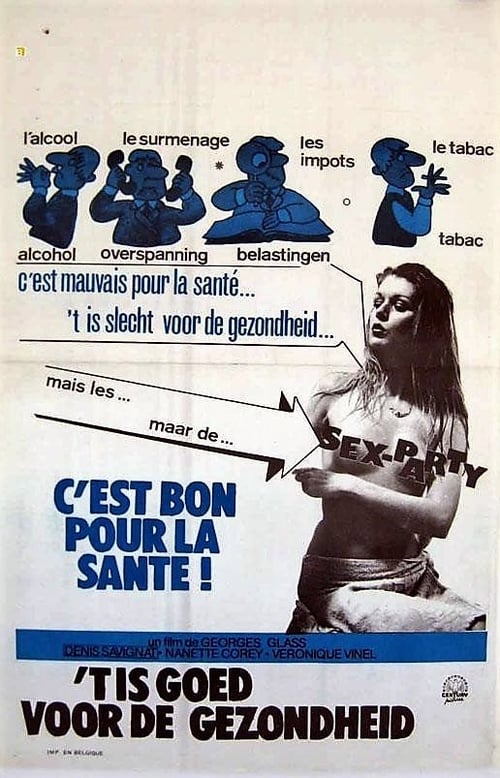 l'alcool
le surmenage
les
impots
le tabac
alcohol
overspanning
belastingen
tabac
c'est mauvais pour la santé...
't is slecht voor de gezondheid...
mais les ...
maar de ...
SEX-PARTY
C'EST BON
POUR LA
SANTE !
un film de GEORGES GLASS
DENIS SAVIGNAT - NANETTE COREY - VERONIQUE VINEL
'T IS GOED
VOOR DE GEZONDHEID
CENTURY
IMP. EN BELGIQUE